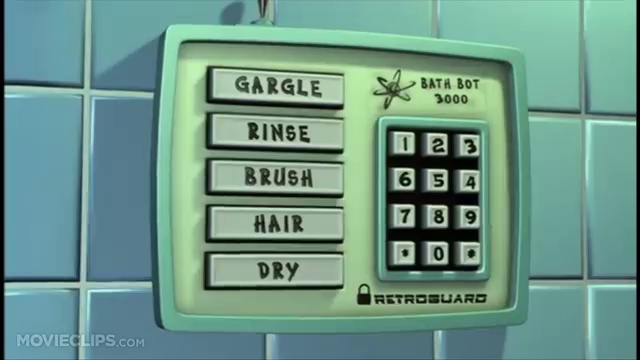 GARGLE
RINSE
BRUSH
HAIR
DRY
BATH BOT
3000
1 2 3
6 5 4
7 8 9
* 0 *
RETROGUARD
MOVIECLIPS.COM